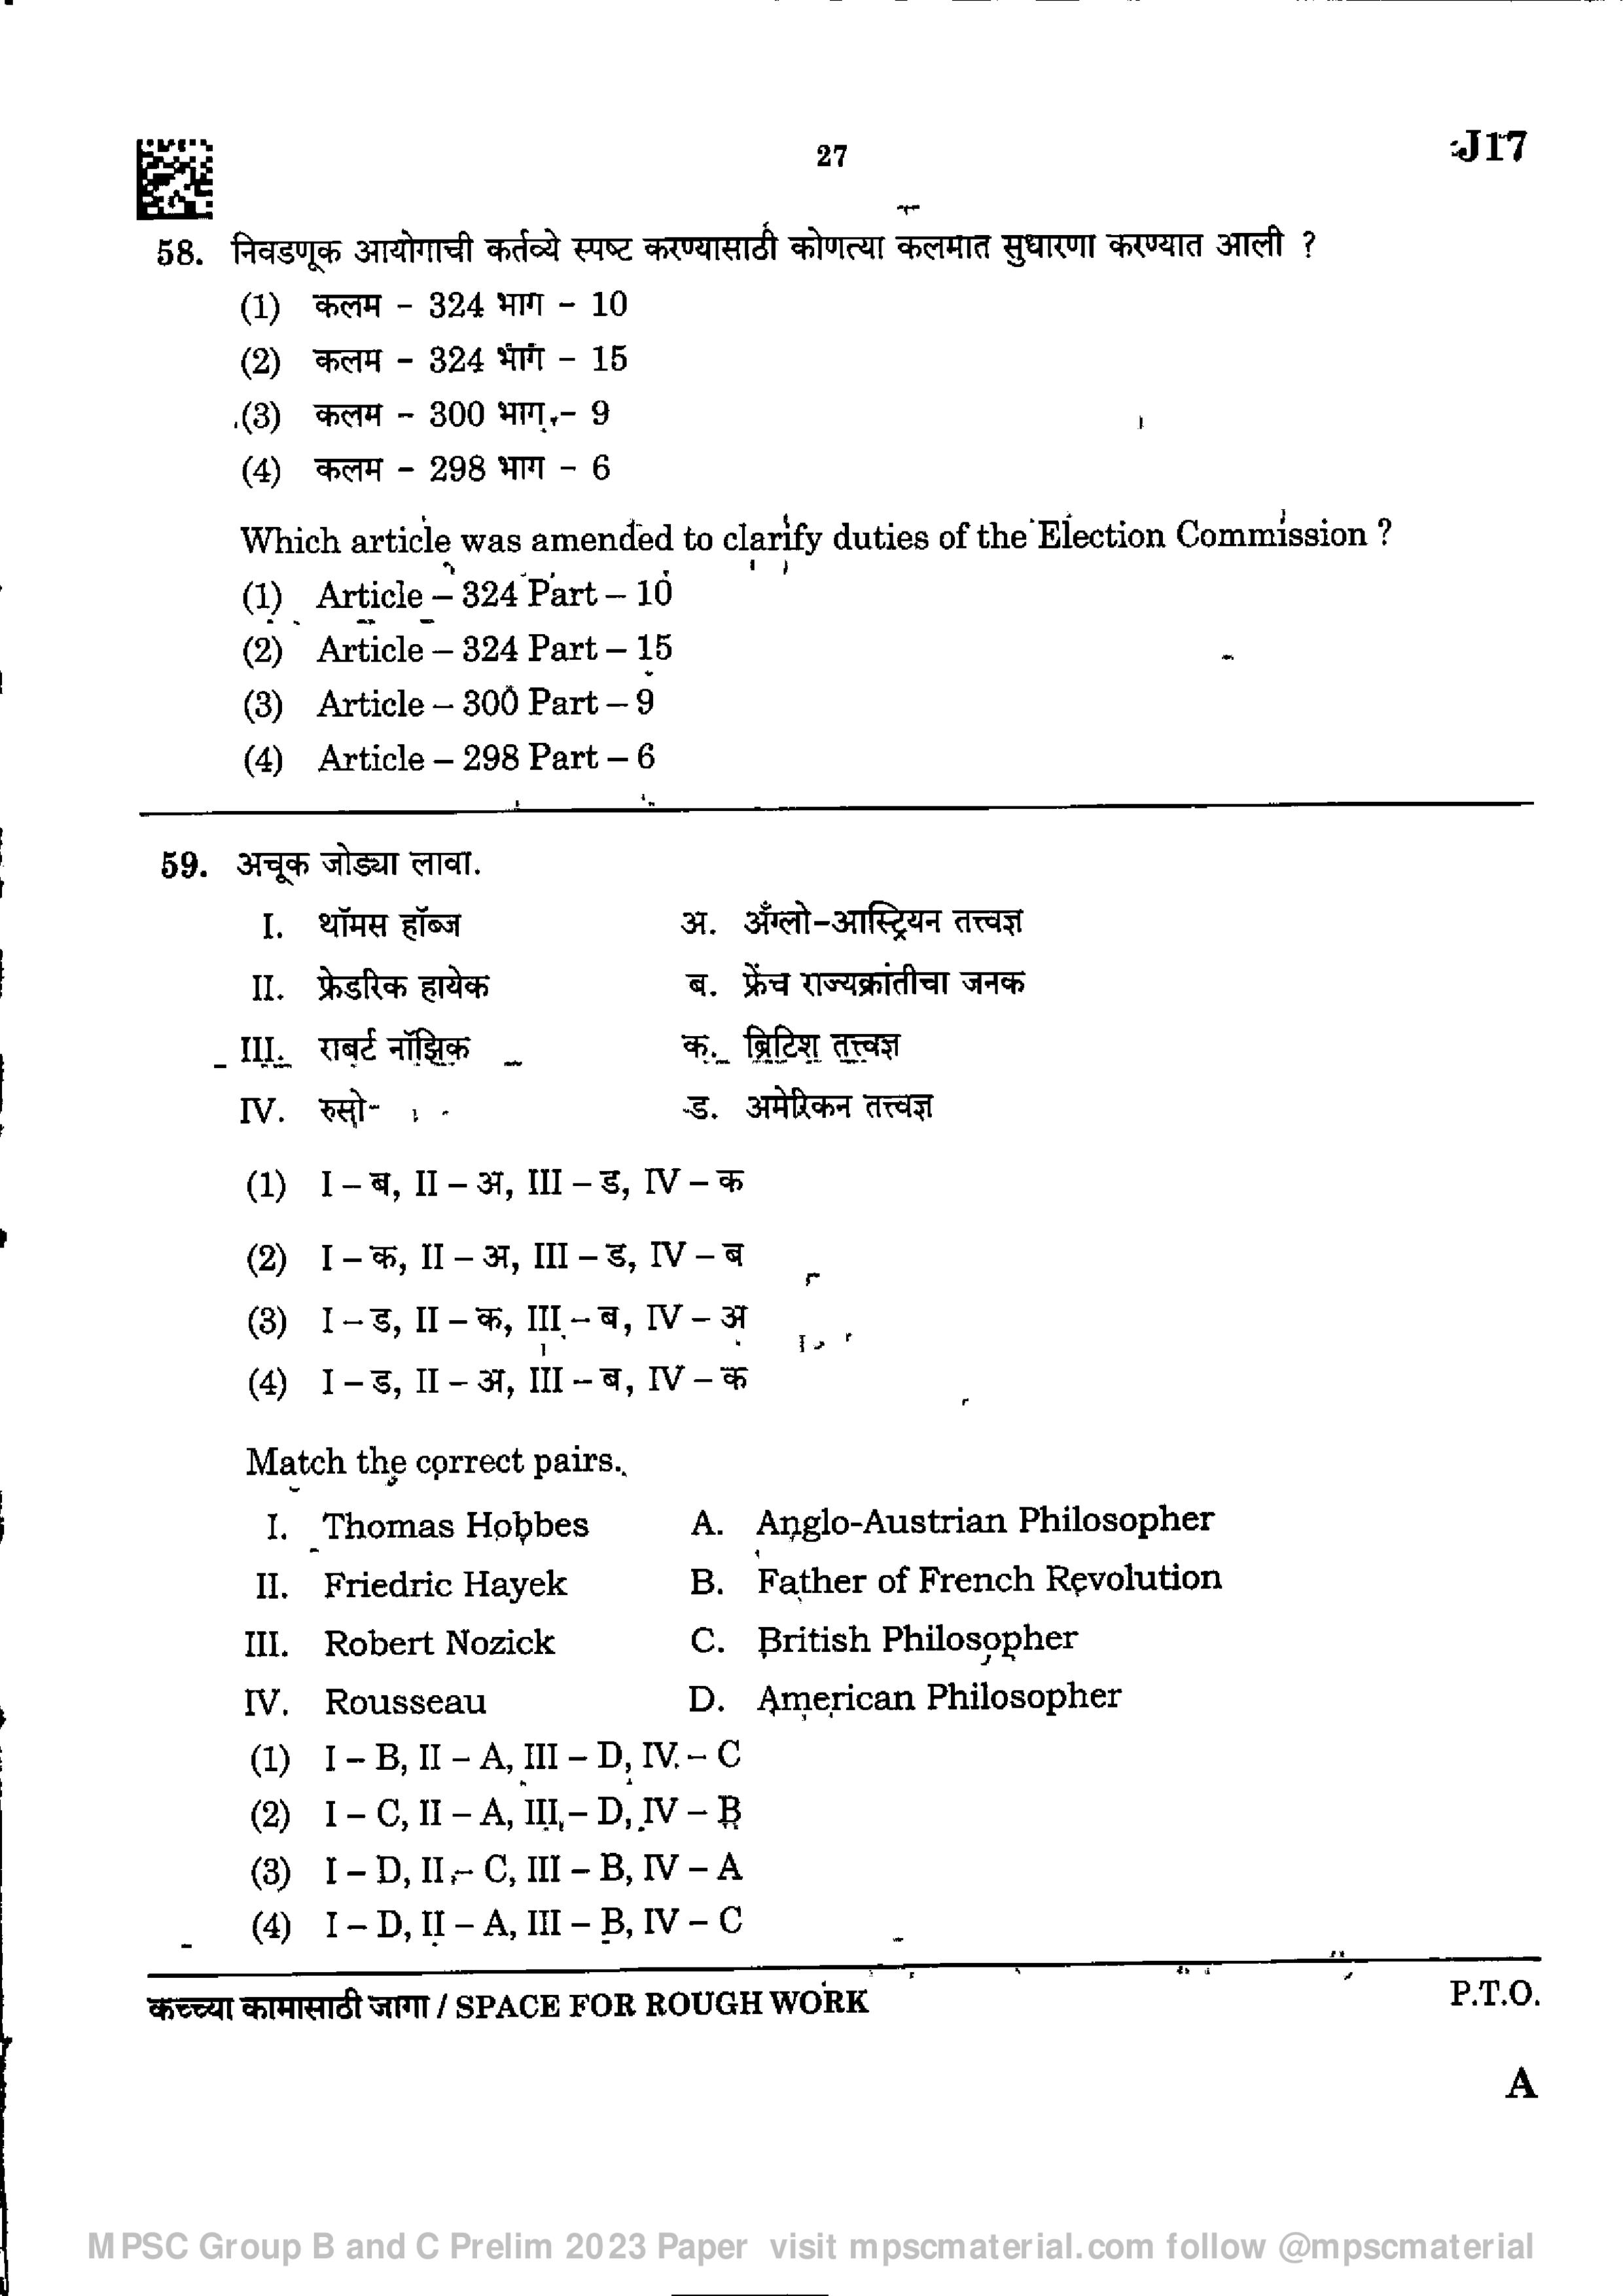 27
J17
58. निवडणूक आयोगाची कर्तव्ये स्पष्ट करण्यासाठी कोणत्या कलमात सुधारणा करण्यात आली ?
(1) कलम – 324 भाग – 10
(2) कलम – 324 भाग – 15
(3) कलम – 300 भाग – 9
(4) कलम – 298 भाग – 6
Which article was amended to clarify duties of the Election Commission ?
(1) Article – 324 Part – 10
(2) Article – 324 Part – 15
(3) Article – 300 Part – 9
(4) Article – 298 Part – 6
59. अचूक जोड्या लावा.
I. थॉमस हॉब्ज अ. अँग्लो-आस्ट्रियन तत्त्वज्ञ
II. फ्रेडरिक हायेक ब. फ्रेंच राज्यक्रांतीचा जनक
III. राबर्ट नॉझिक क. ब्रिटिश तत्त्वज्ञ
IV. रुसो ड. अमेरिकन तत्त्वज्ञ
(1) I – ब, II – अ, III – ड, IV – क
(2) I – क, II – अ, III – ड, IV – ब
(3) I – ड, II – क, III – ब, IV – अ
(4) I – ड, II – अ, III – ब, IV – क
Match the correct pairs.
I. Thomas Hobbes A. Anglo-Austrian Philosopher
II. Friedric Hayek B. Father of French Revolution
III. Robert Nozick C. British Philosopher
IV. Rousseau D. American Philosopher
(1) I – B, II – A, III – D, IV – C
(2) I – C, II – A, III – D, IV – B
(3) I – D, II – C, III – B, IV – A
(4) I – D, II – A, III – B, IV – C
कच्च्या कामासाठी जागा / SPACE FOR ROUGH WORK
P.T.O.
A
MPSC Group B and C Prelim 2023 Paper visit mpscmaterial.com follow @mpscmaterial